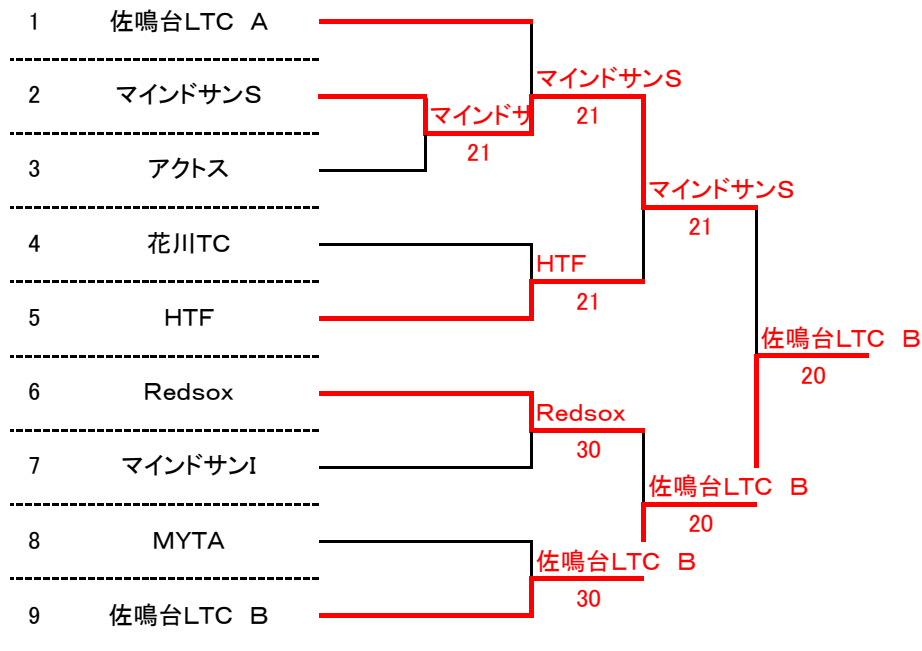 1 佐鳴台LTC A
マインドサンS
2 マインドサンS
21
マインドサ
21
3 アクトス
マインドサンS
21
4 花川TC
HTF
21
5 HTF
佐鳴台LTC B
20
6 Redsox
Redsox
30
7 マインドサンI
佐鳴台LTC B
20
8 MYTA
佐鳴台LTC B
30
9 佐鳴台LTC B